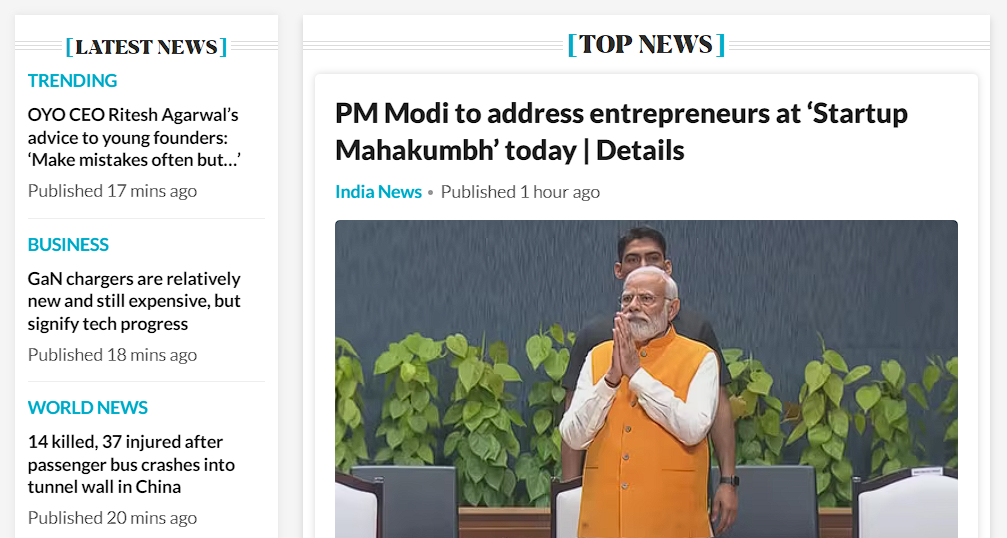 [LATEST NEWS]
TRENDING
OYO CEO Ritesh Agarwal’s
advice to young founders:
‘Make mistakes often but...’
Published 17 mins ago
BUSINESS
GaN chargers are relatively
new and still expensive, but
signify tech progress
Published 18 mins ago
WORLD NEWS
14 killed, 37 injured after
passenger bus crashes into
tunnel wall in China
Published 20 mins ago
[TOP NEWS]
PM Modi to address entrepreneurs at ‘Startup
Mahakumbh’ today | Details
India News • Published 1 hour ago